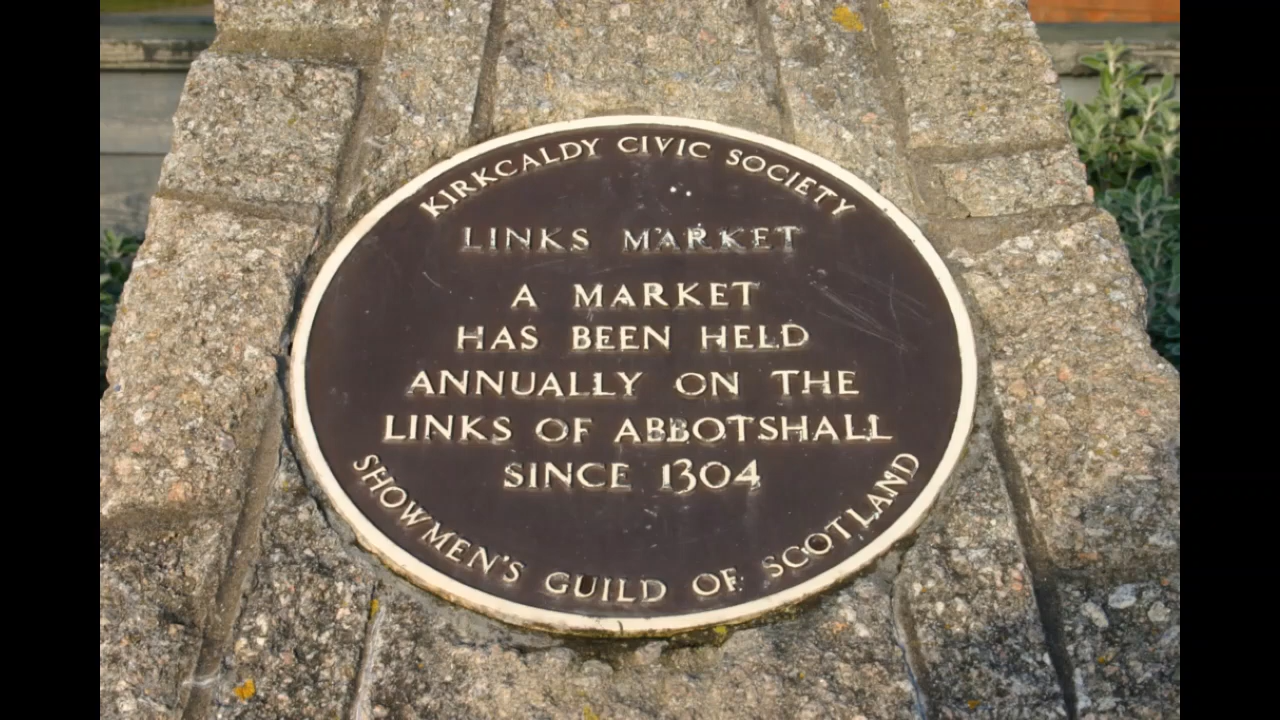 KIRKCALDY CIVIC SOCIETY
LINKS MARKET
A MARKET
HAS BEEN HELD
ANNUALLY ON THE
LINKS OF ABBOTSHALL
SINCE 1304
SHOWMEN'S GUILD OF SCOTLAND